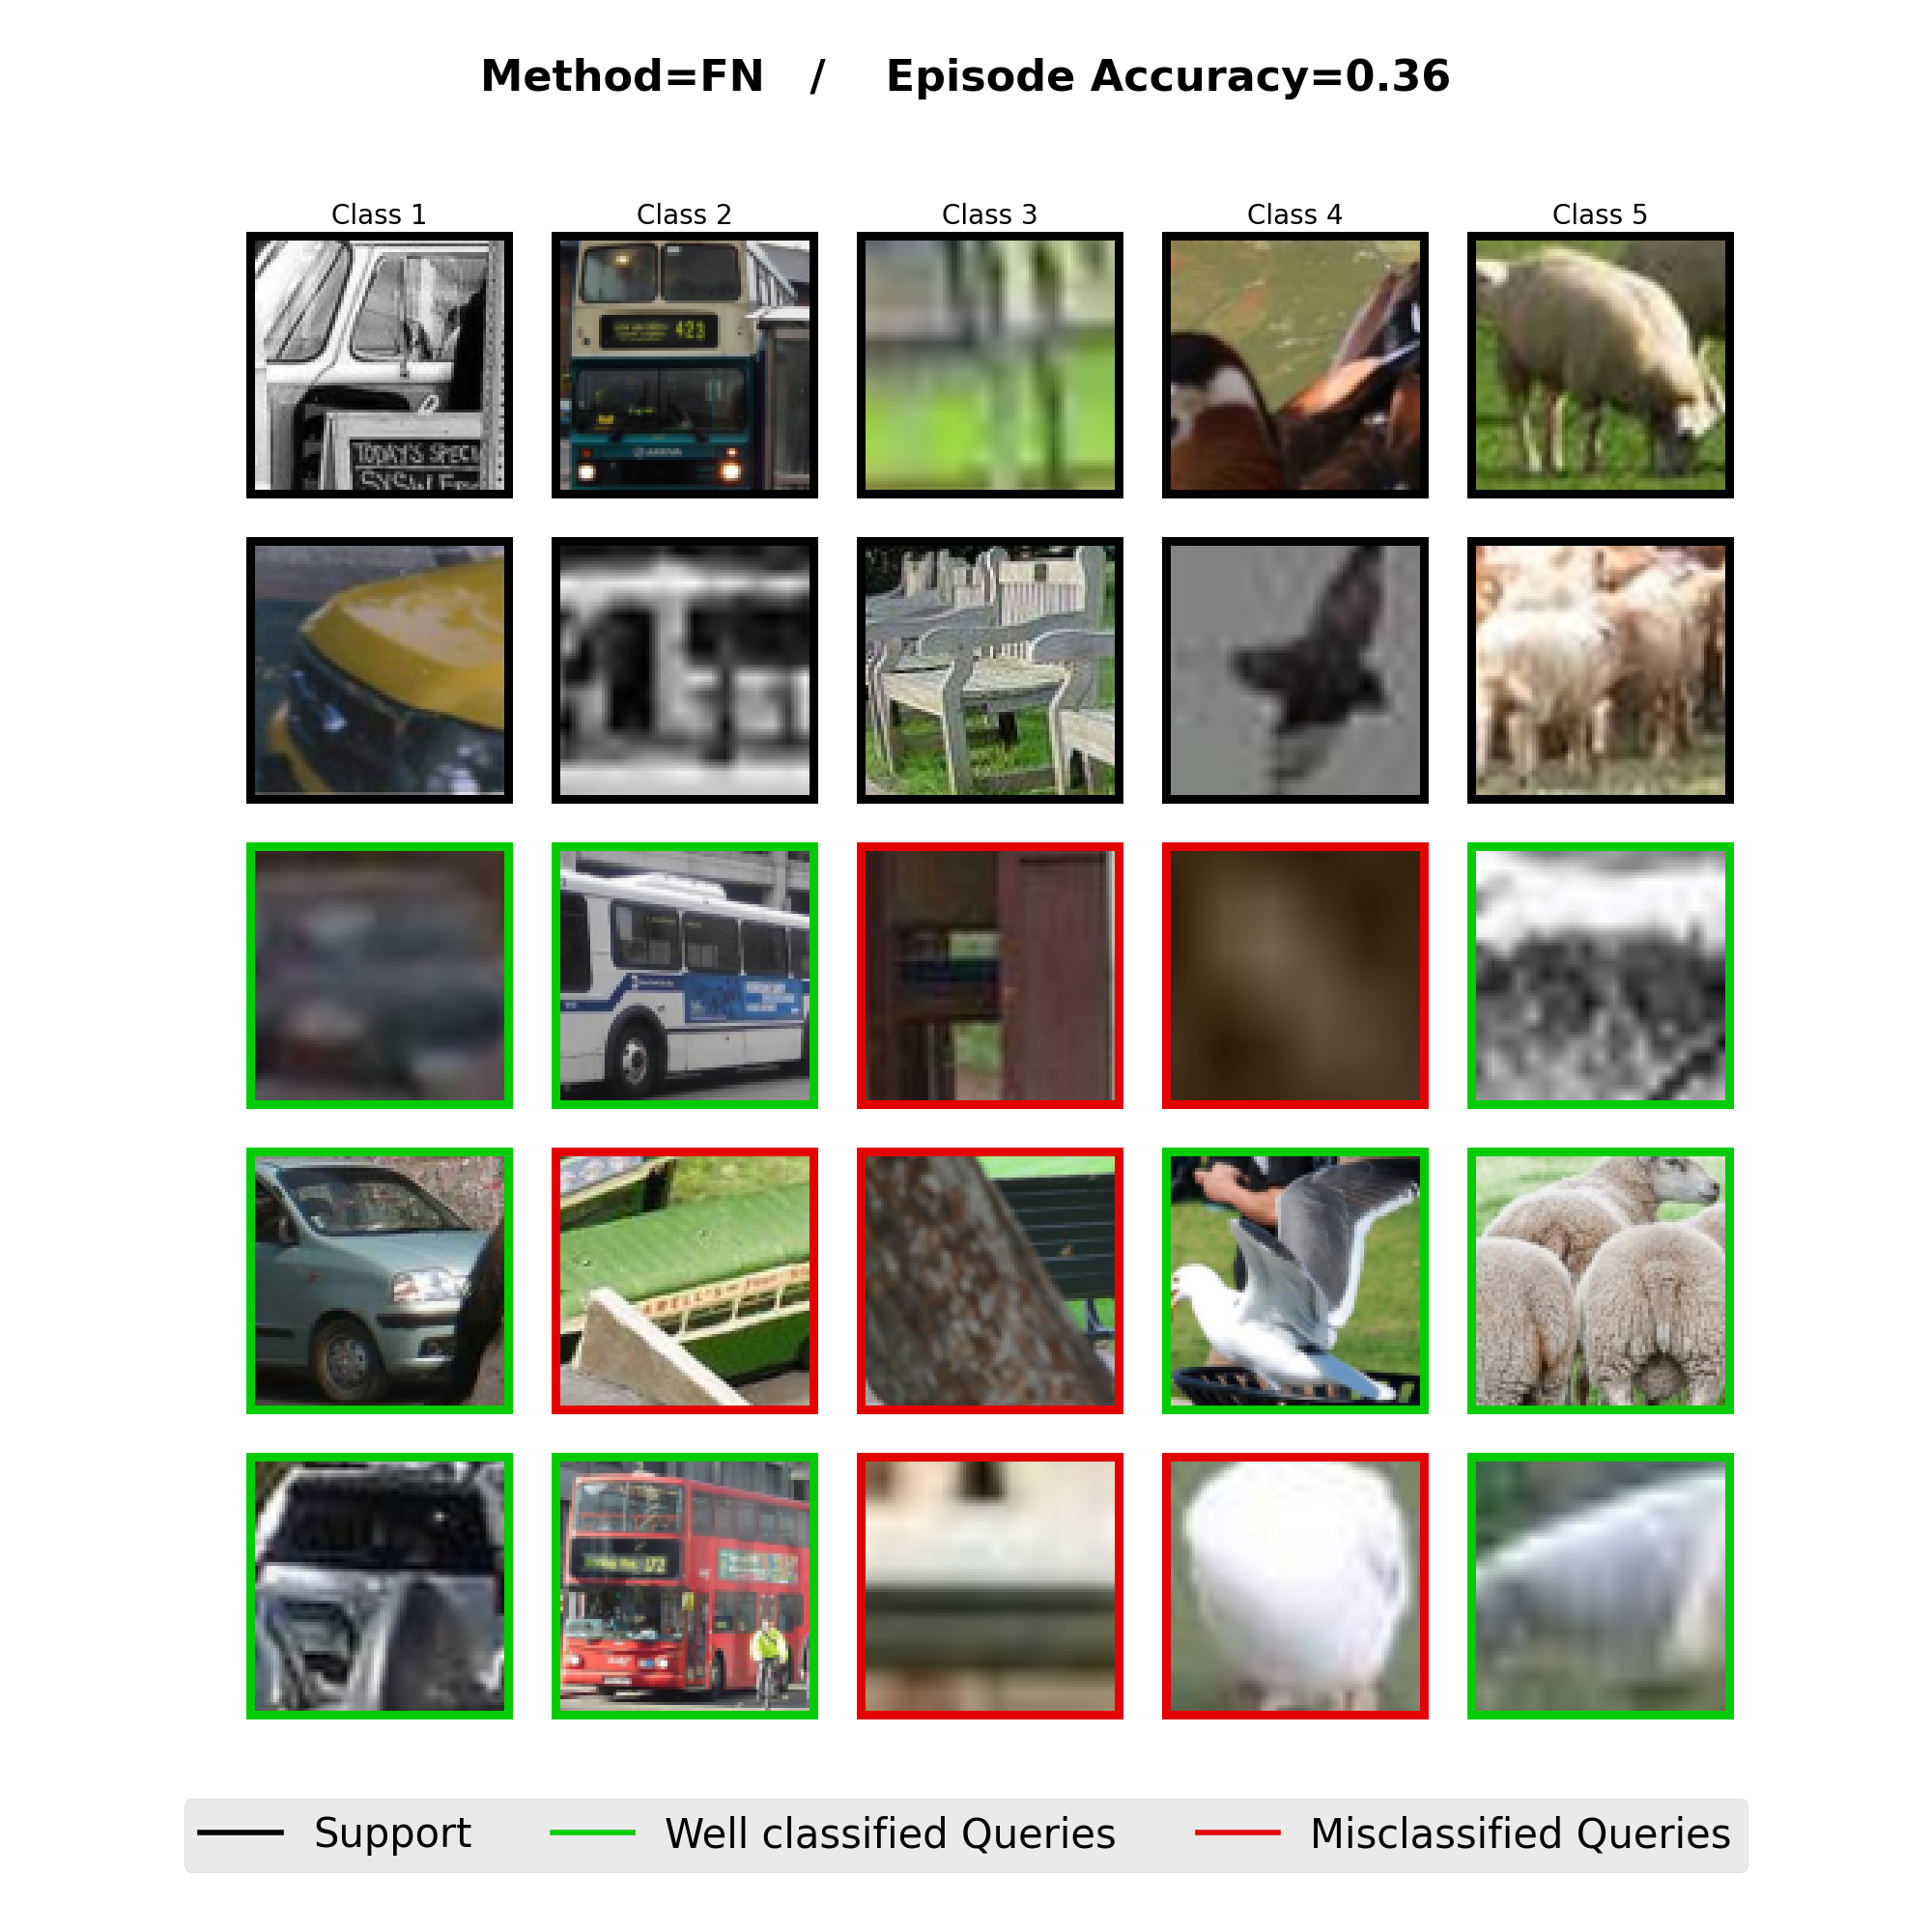 Method=FN / Episode Accuracy=0.36
Class 1 Class 2 Class 3 Class 4 Class 5
423
ARRIVA
TODAY'S SPECI
Support Well classified Queries Misclassified Queries